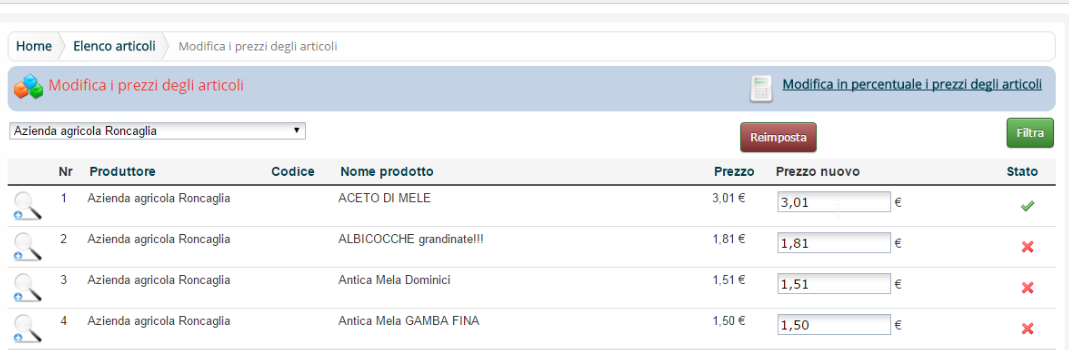 Home Elenco articoli Modifica i prezzi degli articoli
Modifica i prezzi degli articoli Modifica in percentuale i prezzi degli articoli
Azienda agricola Roncaglia Reimposta Filtra
Nr Produttore Codice Nome prodotto Prezzo Prezzo nuovo Stato
1 Azienda agricola Roncaglia ACETO DI MELE 3,01 € 3,01 €
2 Azienda agricola Roncaglia ALBICOCCHE grandinate!!! 1,81 € 1,81 €
3 Azienda agricola Roncaglia Antica Mela Dominici 1,51 € 1,51 €
4 Azienda agricola Roncaglia Antica Mela GAMBA FINA 1,50 € 1,50 €